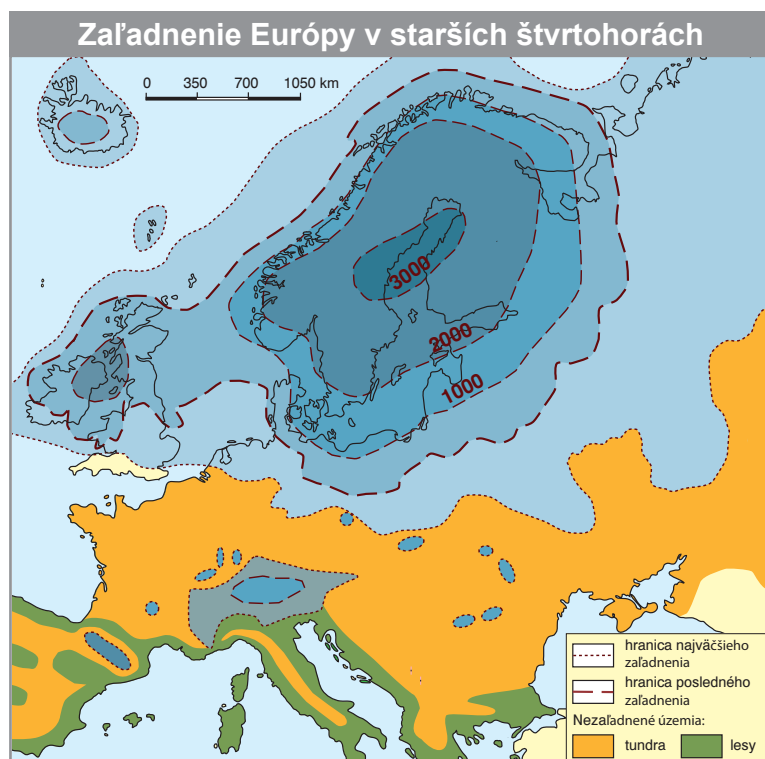 Zaľadnenie Európy v starších štvrtohorách
0 350 700 1050 km
3000
2000
1000
hranica najväčšieho
zaľadnenia
hranica posledného
zaľadnenia
Nezaľadnené územia:
tundra lesy